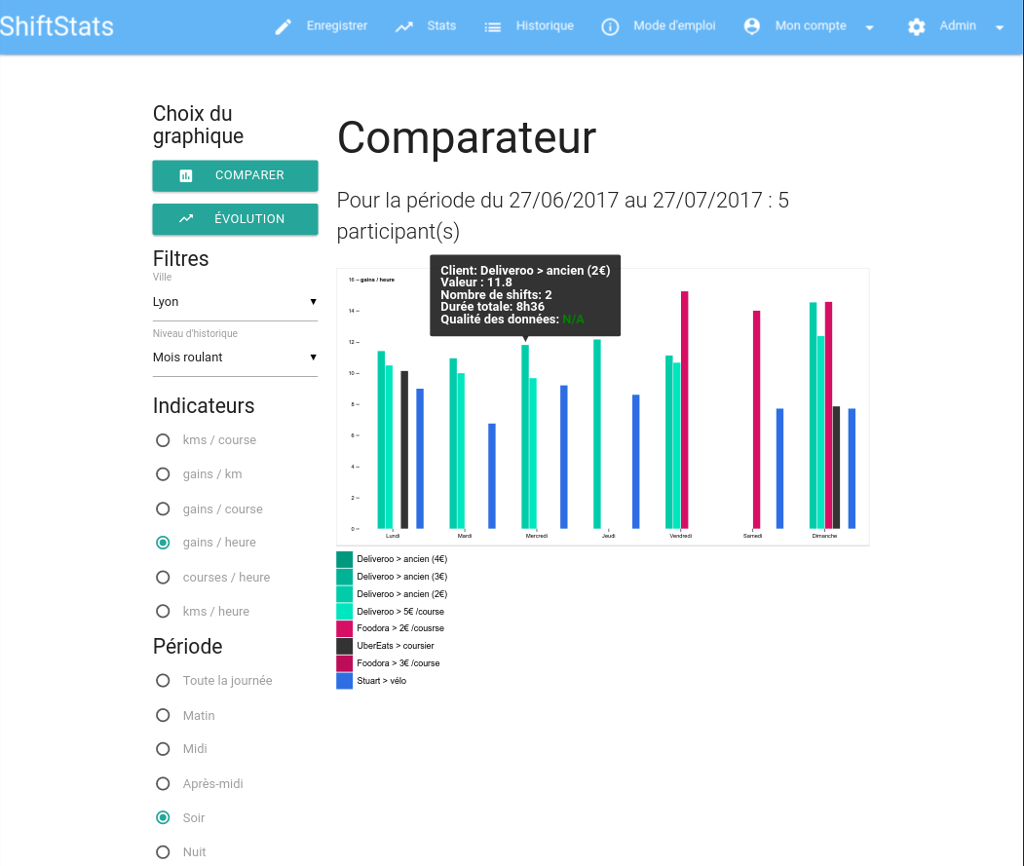 ShiftStats
Enregistrer
Stats
Historique
Mode d'emploi
Mon compte
Admin
Choix du
graphique
COMPARER
ÉVOLUTION
Filtres
Ville
Lyon
Niveau d'historique
Mois roulant
Indicateurs
kms / course
gains / km
gains / course
gains / heure
courses / heure
kms / heure
Période
Toute la journée
Matin
Midi
Après-midi
Soir
Nuit
Comparateur
Pour la période du 27/06/2017 au 27/07/2017 : 5
participant(s)
Client: Deliveroo > ancien (2€)
Valeur : 11.8
Nombre de shifts: 2
Durée totale: 8h36
Qualité des données: N/A
16 gains / heure
14
12
10
8
6
4
2
0
Lundi Mardi Mercredi Jeudi Vendredi Samedi Dimanche
Deliveroo > ancien (4€)
Deliveroo > ancien (3€)
Deliveroo > ancien (2€)
Deliveroo > 5€ /course
Foodora > 2€ /cousrse
UberEats > coursier
Foodora > 3€ /course
Stuart > vélo